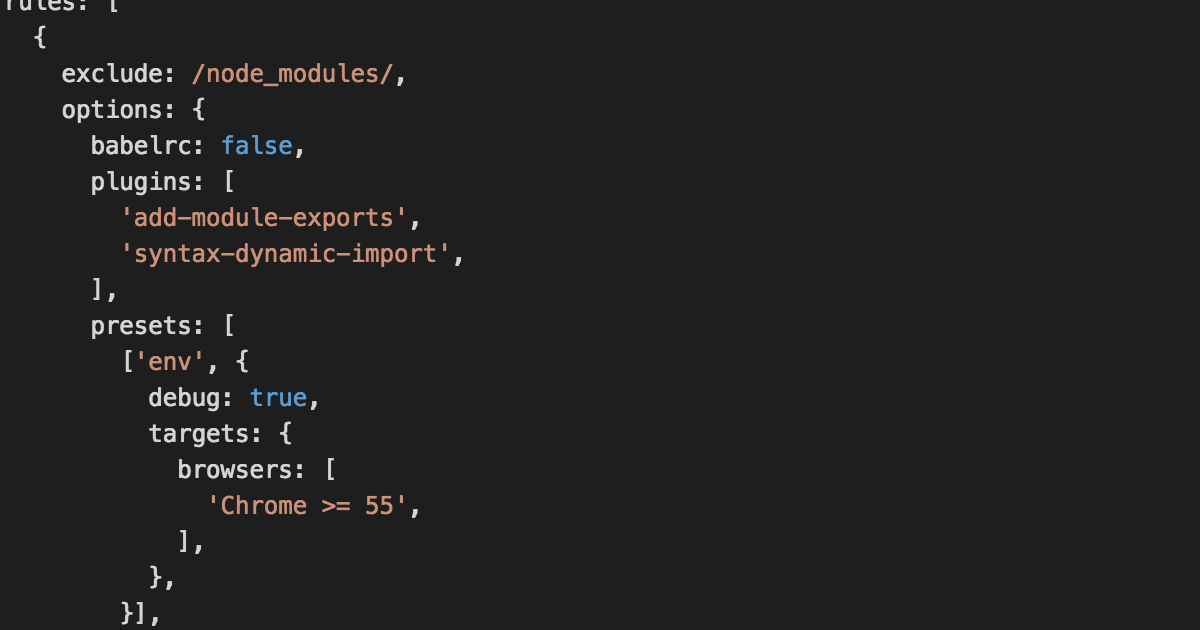 rules: [
  {
    exclude: /node_modules/,
    options: {
      babelrc: false,
      plugins: [
        'add-module-exports',
        'syntax-dynamic-import',
      ],
      presets: [
        ['env', {
          debug: true,
          targets: {
            browsers: [
              'Chrome >= 55',
            ],
          },
        }],